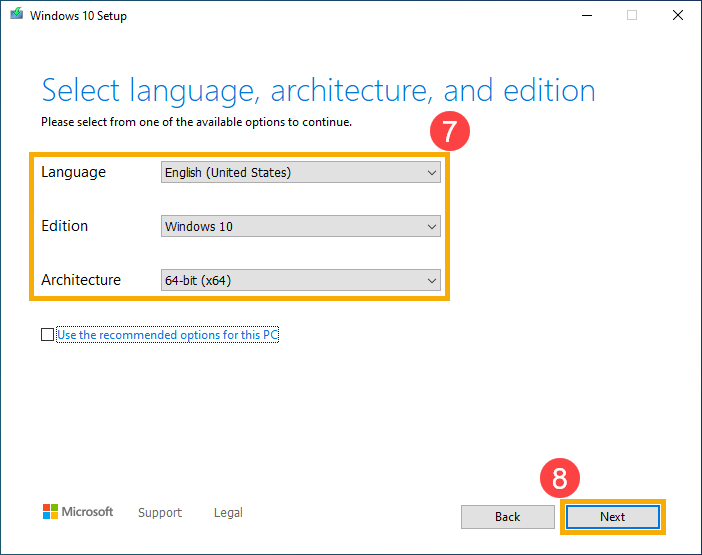 Windows 10 Setup
Select language, architecture, and edition
Please select from one of the available options to continue.
7
Language English (United States)
Edition Windows 10
Architecture 64-bit (x64)
Use the recommended options for this PC
8
Microsoft Support Legal Back Next